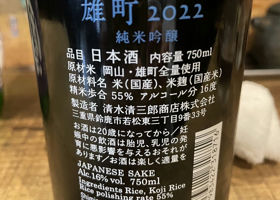 雄町 2022
純米吟醸
品目 日本酒 内容量 750ml
原材米 岡山・雄町全量使用
原材料名 米(国産米)、米麹(国産米)
精米歩合 55% アルコール分 16度
製造者 清水清三郎商店株式会社
三重県鈴鹿市若松東三丁目9番33号
お酒は20歳になってから/妊
娠中の飲酒は胎児、乳児の発
育に悪影響を与えるおそれが
あります/お酒は楽しく適量を
JAPANESE SAKE
Alc.16% vol. 750ml
Ingredients Rice, Koji Rice
Rice polishing rate 55%